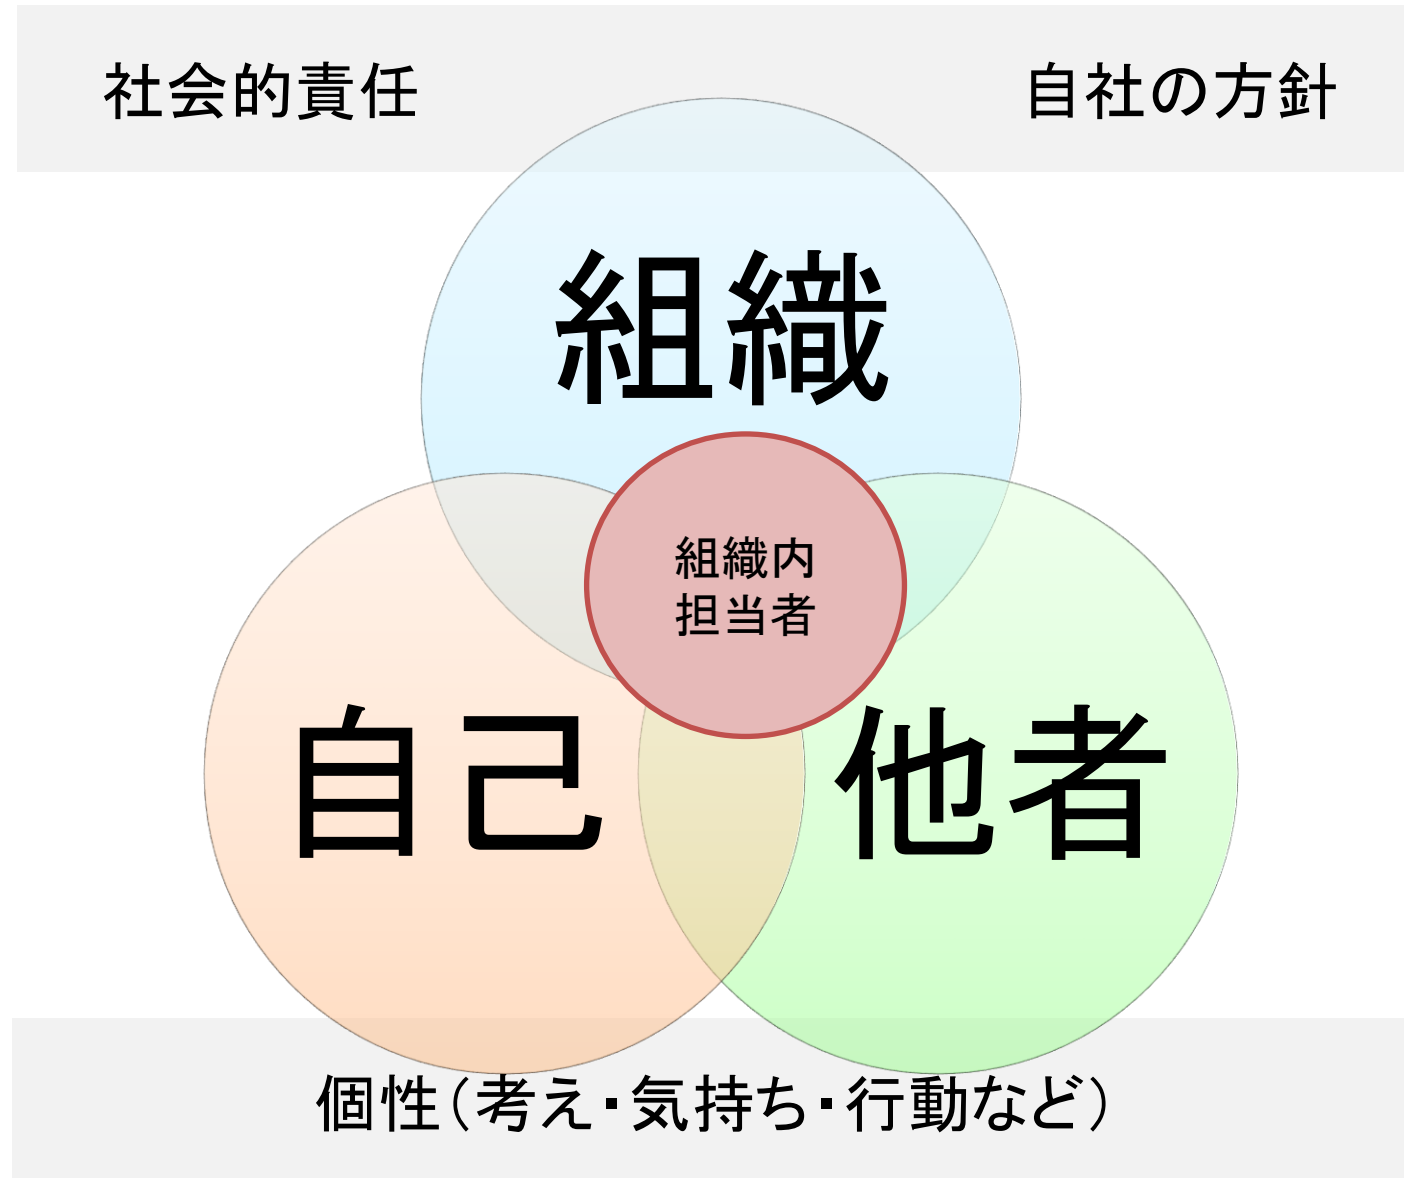 社会的責任
自社の方針
組織
組織内
担当者
自己
他者
個性（考え・気持ち・行動など）